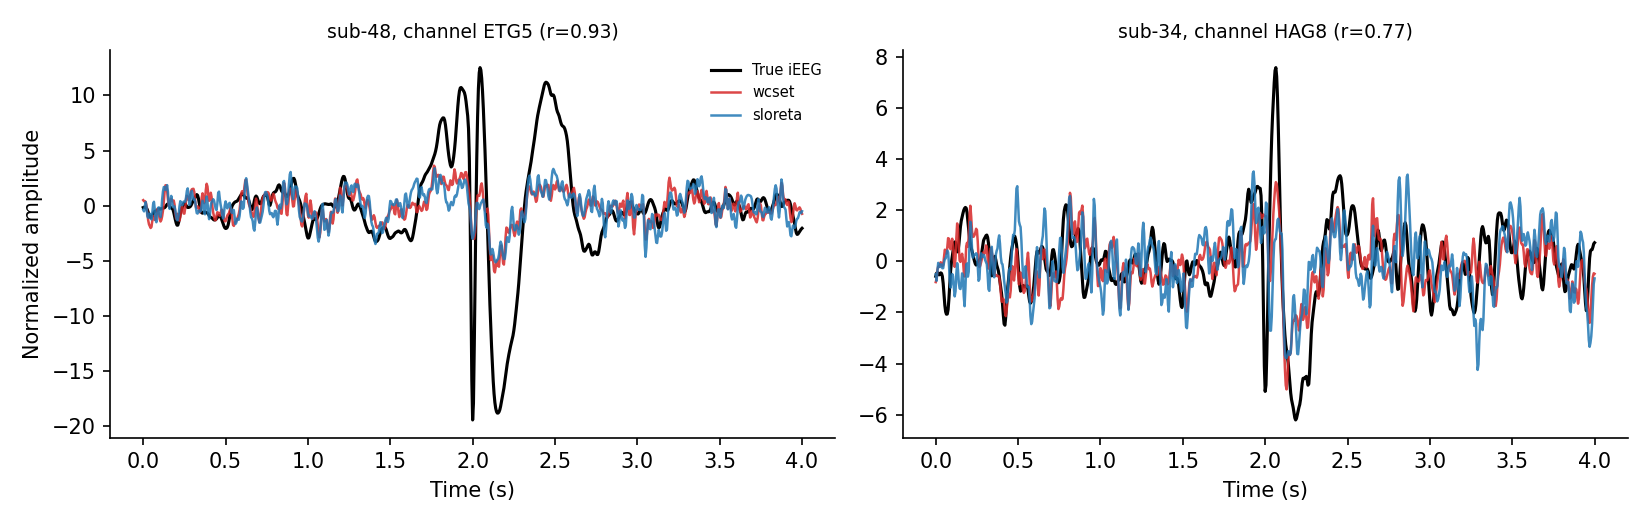 sub-48, channel ETG5 (r=0.93)
True iEEG
wcset
sloreta
Normalized amplitude
10
5
0
−5
−10
−15
−20
0.0 0.5 1.0 1.5 2.0 2.5 3.0 3.5 4.0
Time (s)
sub-34, channel HAG8 (r=0.77)
8
6
4
2
0
−2
−4
−6
0.0 0.5 1.0 1.5 2.0 2.5 3.0 3.5 4.0
Time (s)